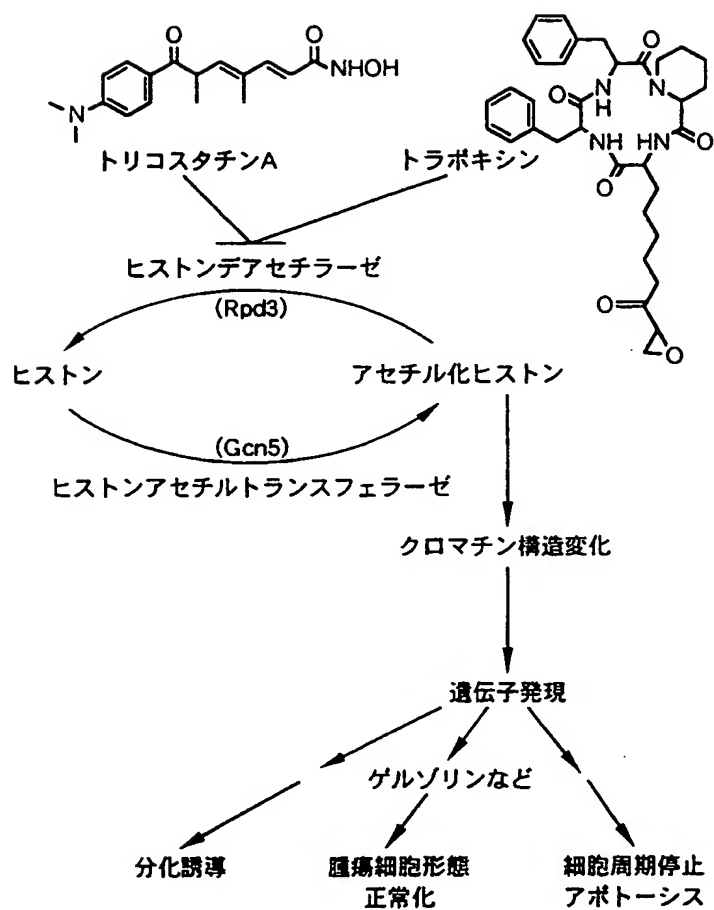 O
O
NHOH
N
トリコスタチンA
O
O
N
HN
O
NH
HN
O
O
トラポキシン
O
O
ヒストンデアセチラーゼ
(Rpd3)
ヒストン
アセチル化ヒストン
(Gcn5)
ヒストンアセチルトランスフェラーゼ
クロマチン構造変化
遺伝子発現
ゲルゾリンなど
分化誘導
腫瘍細胞形態
正常化
細胞周期停止
アポトーシス